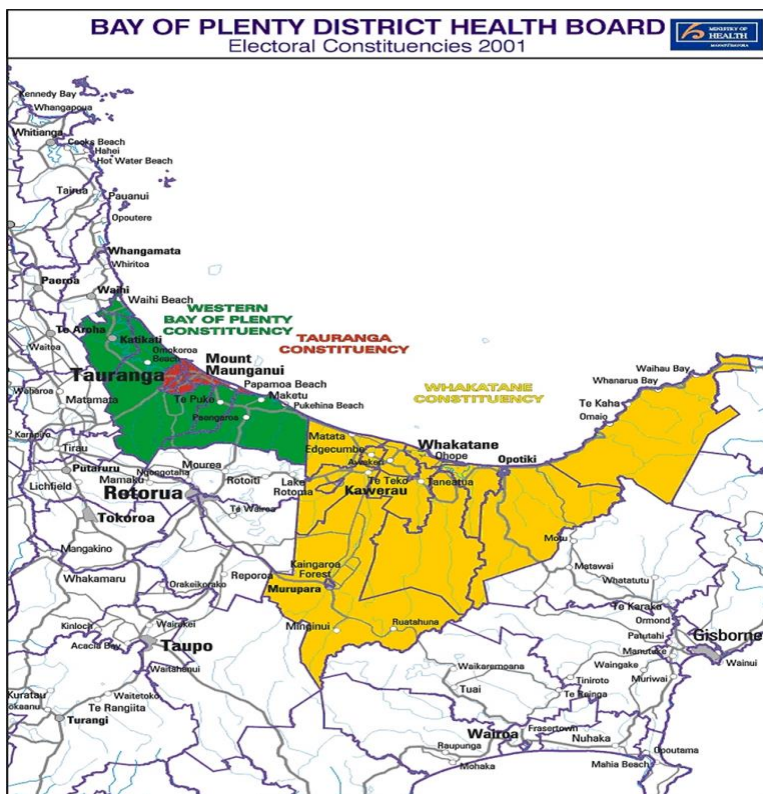 BAY OF PLENTY DISTRICT HEALTH BOARD
Electoral Constituencies 2001
MINISTRY OF
HEALTH
MANATU HAUORA
Kennedy Bay
Whangapoua
Whitianga
Cooks Beach
Hahei
Hot Water Beach
Tairua
Pauanui
Opoutere
Whangamata
Whiritoa
Paeroa
Waihi
Waihi Beach
WESTERN
BAY OF PLENTY
CONSTITUENCY
Te Aroha
Katikati
Waitoa
Omokoroa
Beach
TAURANGA
CONSTITUENCY
Mount
Maunganui
Tauranga
Waharoa
Matamata
Te Puke
Papamoa Beach
Maketu
Pukehina Beach
Paengaroa
WHAKATANE
CONSTITUENCY
Waihau Bay
Whanarua Bay
Te Kaha
Omaio
Karapiro
Tirau
Putaruru
Mamaku
Ngongotaha
Mourea
Rotoiti
Lichfield
Rotorua
Tokoroa
Te Wairoa
Lake
Rotoma
Matata
Edgecumbe
Awakeri
Whakatane
Ohope
Te Teko
Kawerau
Taneatua
Opotiki
Mangakino
Whakamaru
Orakeikorako
Reporoa
Kaingaroa
Forest
Murupara
Minginui
Ruatahuna
Motu
Matawai
Whatatutu
Te Karaka
Ormond
Patutahi
Gisborne
Manutuke
Wainui
Kinloch
Wairakei
Acacia Bay
Taupo
Waitahanui
Kuratau
Waitetoko
Te Rangiita
Turangi
Waikaremoana
Tuai
Waingake
Muriwai
Tiniroto
Te Reinga
Frasertown
Wairoa
Nuhaka
Raupunga
Mohaka
Opoutama
Mahia Beach